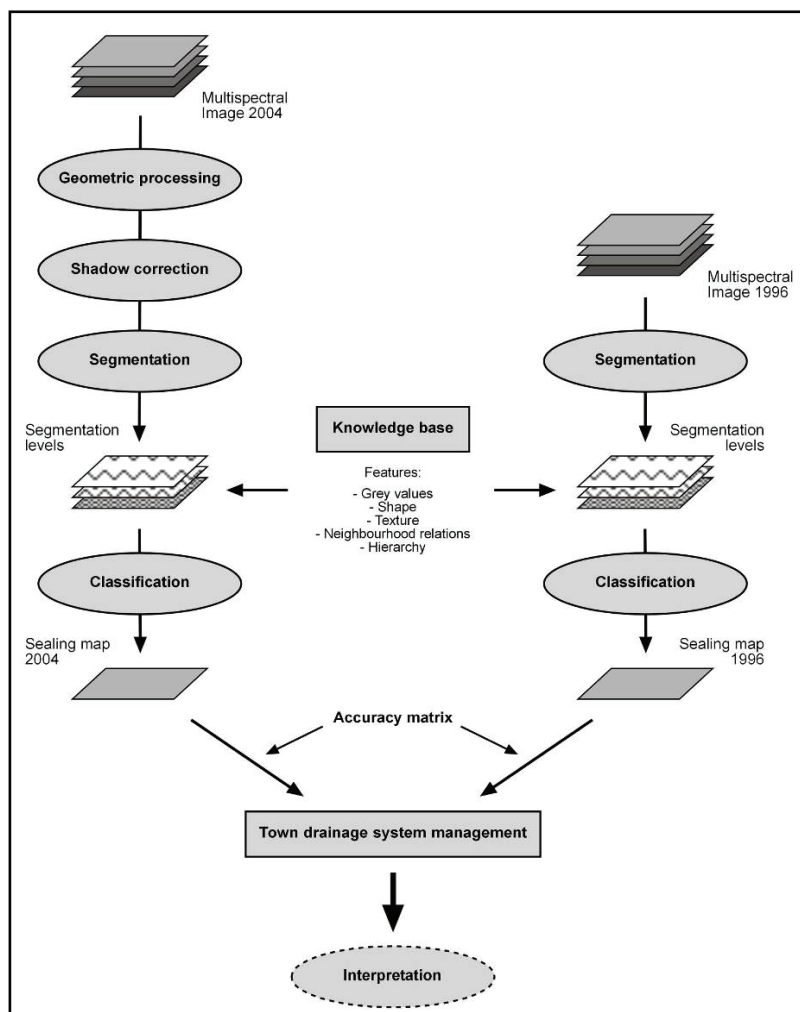 Multispectral
Image 2004
Geometric processing
Shadow correction
Segmentation
Segmentation
levels
Classification
Sealing map
2004
Multispectral
Image 1996
Segmentation
Segmentation
levels
Classification
Sealing map
1996
Knowledge base
Features:
- Grey values
- Shape
- Texture
- Neighbourhood relations
- Hierarchy
Accuracy matrix
Town drainage system management
Interpretation